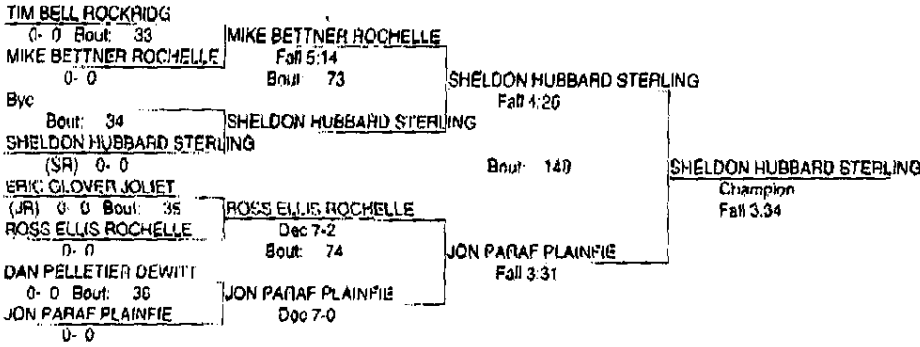 TIM BELL ROCKRIDG
0- 0 Bout: 33
MIKE BETTNER ROCHELLE
0- 0
Bye
Bout: 34
SHELDON HUBBARD STERLING
(SR) 0- 0
ERIC GLOVER JOLIET
(JR) 0- 0 Bout: 35
ROSS ELLIS ROCHELLE
0- 0
DAN PELLETIER DEWITT
0- 0 Bout: 36
JON PARAF PLAINFIE
0- 0
MIKE BETTNER ROCHELLE
Fall 5:14
Bout: 73
SHELDON HUBBARD STERLING
ROSS ELLIS ROCHELLE
Dec 7-2
Bout: 74
JON PARAF PLAINFIE
Dec 7-0
SHELDON HUBBARD STERLING
Fall 4:26
Bout: 149
JON PARAF PLAINFIE
Fall 3:31
SHELDON HUBBARD STERLING
Champion
Fall 3:34